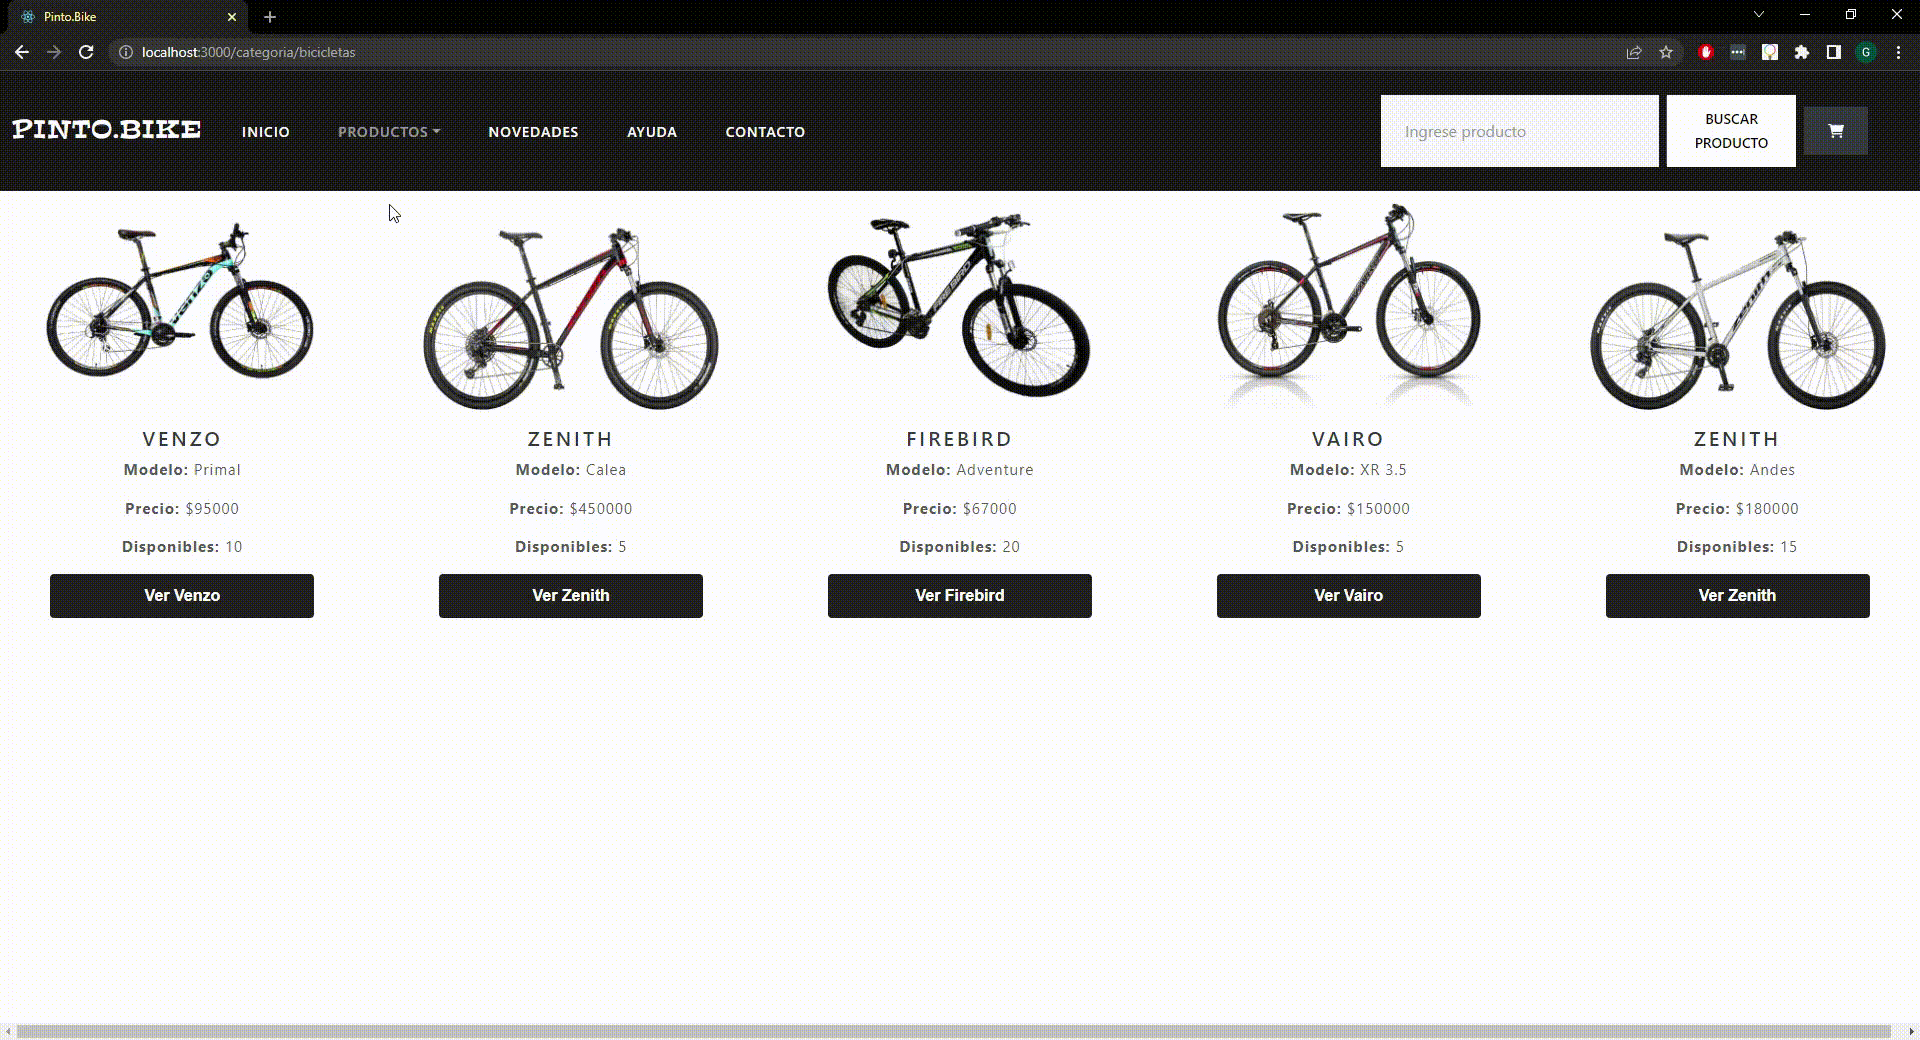 Pinto.Bike
localhost:3000/categoria/bicicletas
G
PINTO.BIKE
INICIO
PRODUCTOS
NOVEDADES
AYUDA
CONTACTO
Ingrese producto
BUSCAR
PRODUCTO
VENZO
Modelo: Primal
Precio: $95000
Disponibles: 10
Ver Venzo
ZENITH
Modelo: Calea
Precio: $450000
Disponibles: 5
Ver Zenith
FIREBIRD
Modelo: Adventure
Precio: $67000
Disponibles: 20
Ver Firebird
VAIRO
Modelo: XR 3.5
Precio: $150000
Disponibles: 5
Ver Vairo
ZENITH
Modelo: Andes
Precio: $180000
Disponibles: 15
Ver Zenith